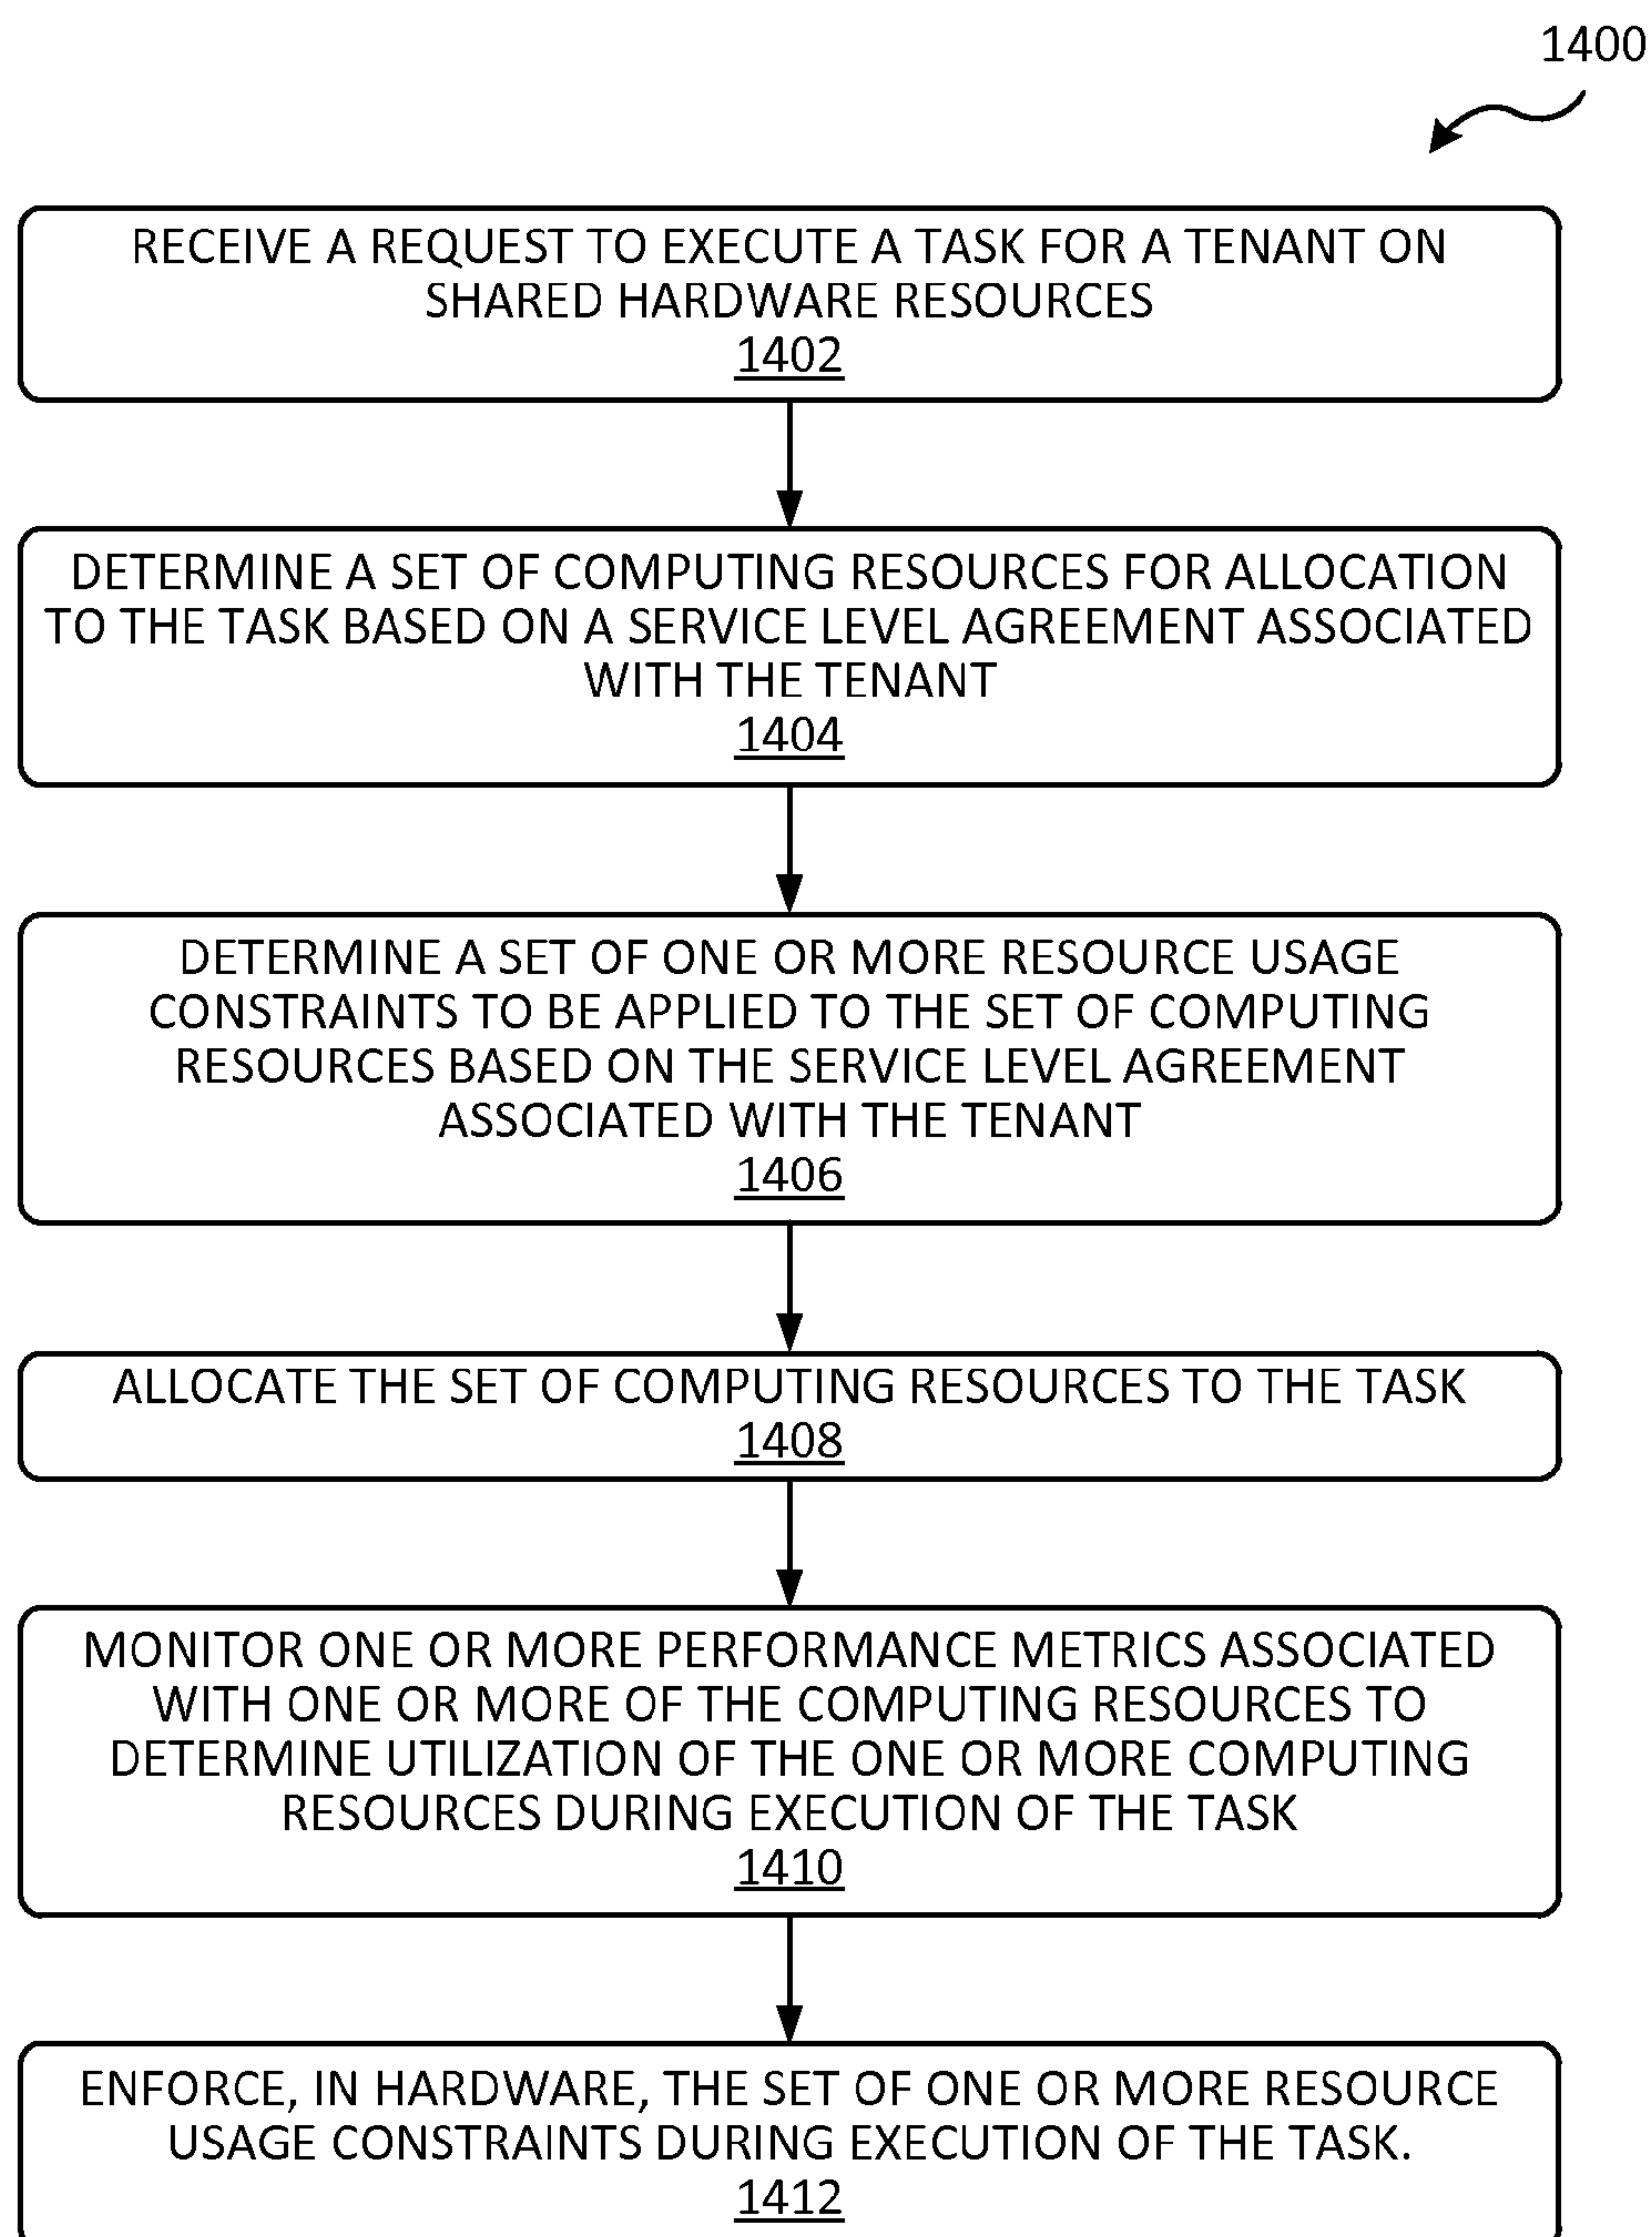 1400
RECEIVE A REQUEST TO EXECUTE A TASK FOR A TENANT ON
SHARED HARDWARE RESOURCES
1402
DETERMINE A SET OF COMPUTING RESOURCES FOR ALLOCATION
TO THE TASK BASED ON A SERVICE LEVEL AGREEMENT ASSOCIATED
WITH THE TENANT
1404
DETERMINE A SET OF ONE OR MORE RESOURCE USAGE
CONSTRAINTS TO BE APPLIED TO THE SET OF COMPUTING
RESOURCES BASED ON THE SERVICE LEVEL AGREEMENT
ASSOCIATED WITH THE TENANT
1406
ALLOCATE THE SET OF COMPUTING RESOURCES TO THE TASK
1408
MONITOR ONE OR MORE PERFORMANCE METRICS ASSOCIATED
WITH ONE OR MORE OF THE COMPUTING RESOURCES TO
DETERMINE UTILIZATION OF THE ONE OR MORE COMPUTING
RESOURCES DURING EXECUTION OF THE TASK
1410
ENFORCE, IN HARDWARE, THE SET OF ONE OR MORE RESOURCE
USAGE CONSTRAINTS DURING EXECUTION OF THE TASK.
1412